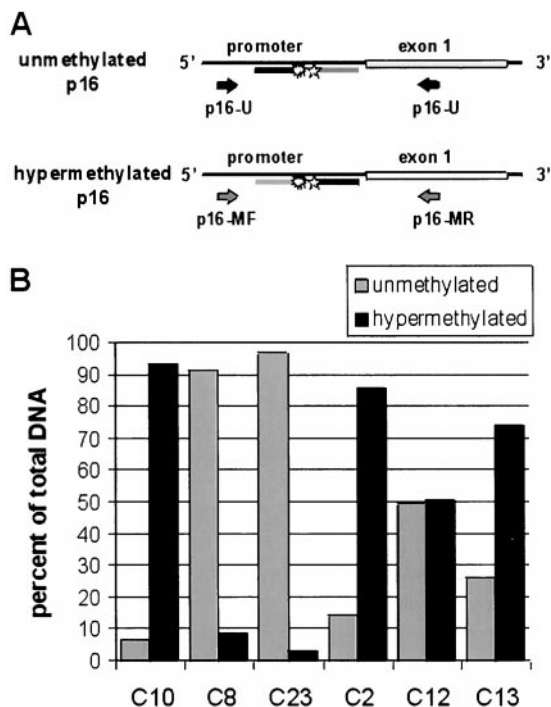 A
unmethylated
p16
5' promoter exon 1 3'
p16-U p16-U
hypermethylated
p16
5' promoter exon 1 3'
p16-MF p16-MR
B
unmethylated
hypermethylated
percent of total DNA
100
90
80
70
60
50
40
30
20
10
0
C10 C8 C23 C2 C12 C13